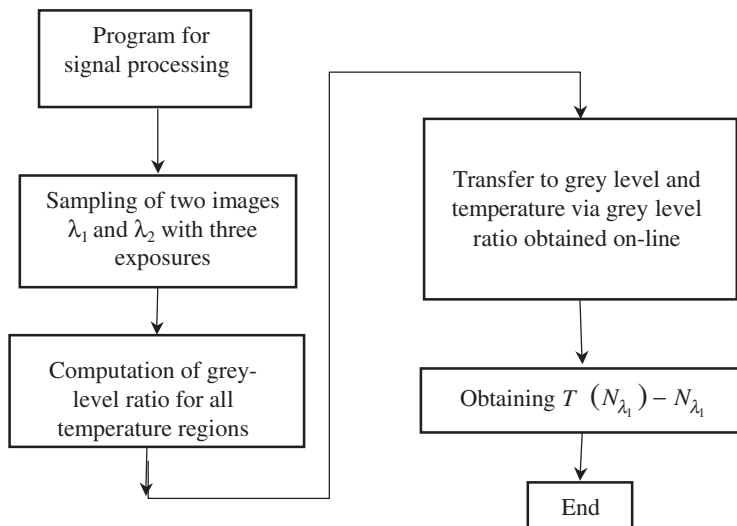 Program for
signal processing
Sampling of two images
λ₁ and λ₂ with three
exposures
Computation of grey-
level ratio for all
temperature regions
Transfer to grey level and
temperature via grey level
ratio obtained on-line
Obtaining T (N_λ₁) – N_λ₁
End